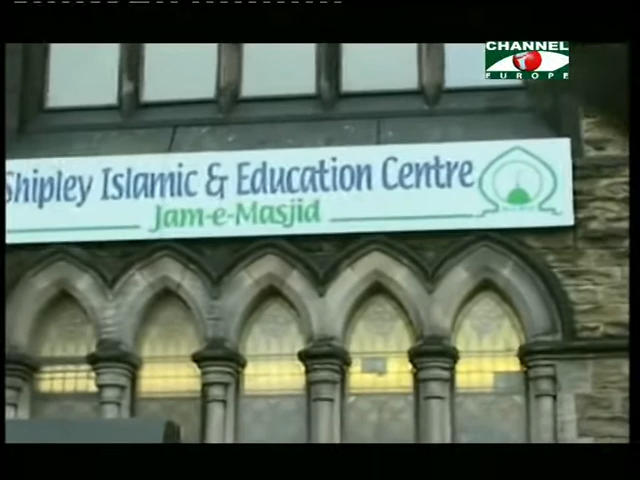 CHANNEL
EUROPE
Shipley Islamic & Education Centre
Jam-e-Masjid